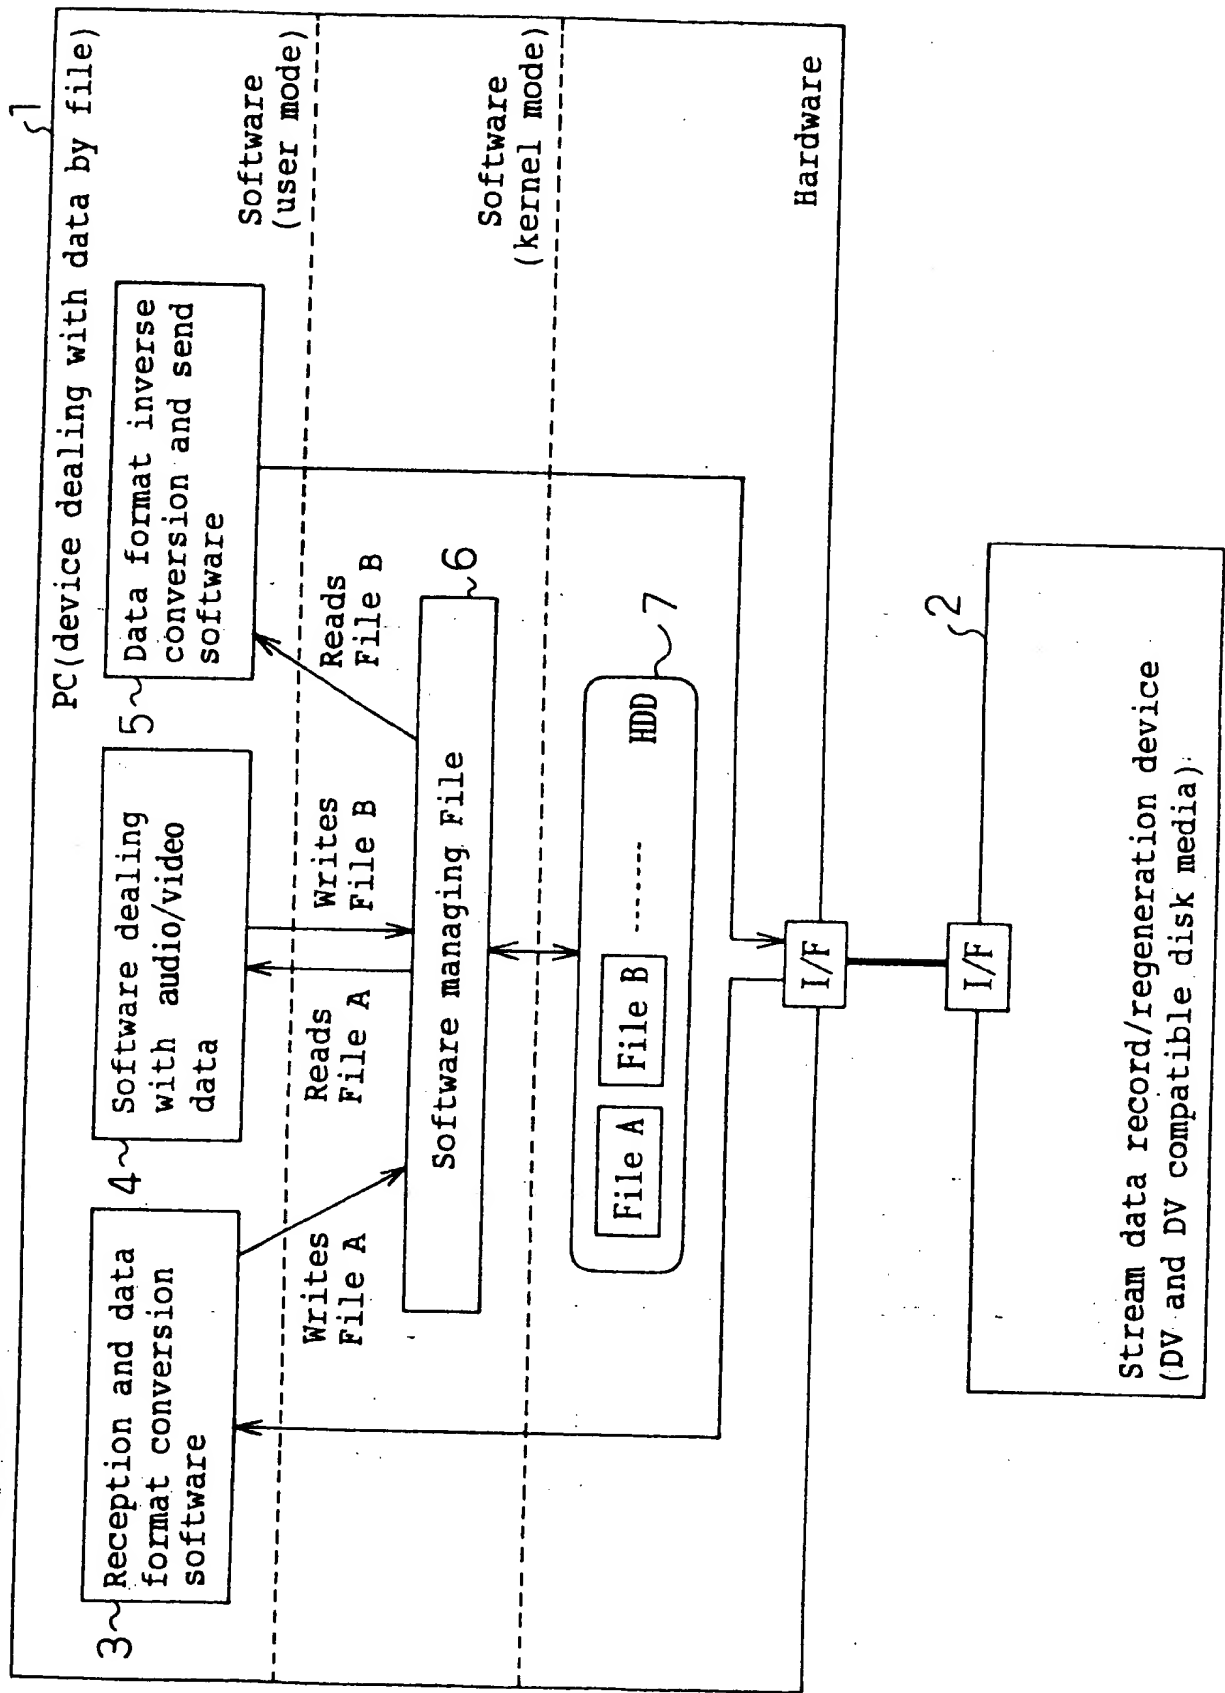 1
PC(device dealing with data by file)
3
Reception and data
format conversion
software
4
Software dealing
with audio/video
data
5
Data format inverse
conversion and send
software
Software
(user mode)
Writes
File A
Reads
File A
Writes
File B
Reads
File B
Software managing File
6
Software
(kernel mode)
File A
File B
HDD
7
Hardware
I/F
I/F
2
Stream data record/regeneration device
(DV and DV compatible disk media)